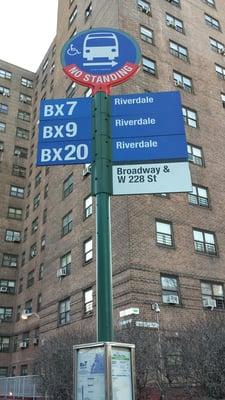 NO STANDING
BX7 Riverdale
BX9 Riverdale
BX20 Riverdale
Broadway &
W 228 St